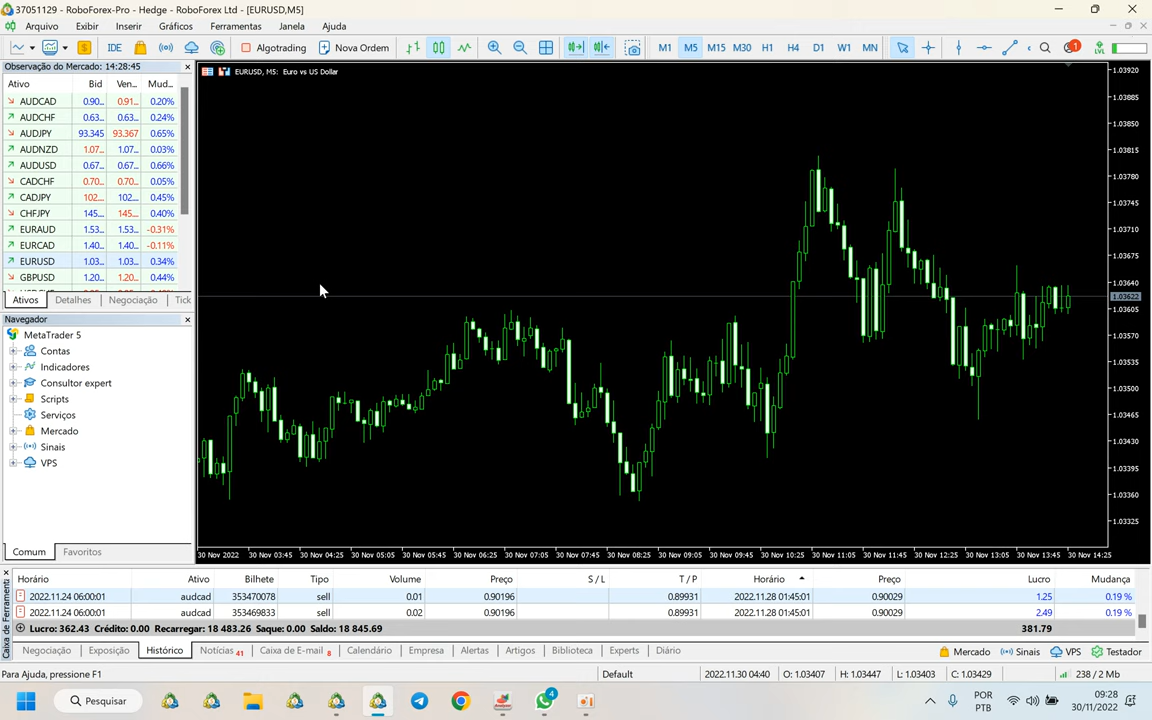 37051129 - RoboForex-Pro - Hedge - RoboForex Ltd - [EURUSD,M5]
Arquivo Exibir Inserir Gráficos Ferramentas Janela Ajuda
IDE Algotrading Nova Ordem M1 M5 M15 M30 H1 H4 D1 W1 MN 1 LVL
Observação do Mercado: 14:28:45
Ativo Bid Ven... Mud...
AUDCAD 0.90... 0.91... 0.20%
AUDCHF 0.63... 0.63... 0.24%
AUDJPY 93.345 93.367 0.65%
AUDNZD 1.07... 1.07... 0.03%
AUDUSD 0.67... 0.67... 0.66%
CADCHF 0.70... 0.70... 0.05%
CADJPY 102.... 102.... 0.45%
CHFJPY 145.... 145.... 0.40%
EURAUD 1.53... 1.53... -0.31%
EURCAD 1.40... 1.40... -0.11%
EURUSD 1.03... 1.03... 0.34%
GBPUSD 1.20... 1.20... 0.44%
Ativos Detalhes Negociação Tick
Navegador
MetaTrader 5
Contas
Indicadores
Consultor expert
Scripts
Serviços
Mercado
Sinais
VPS
Comum Favoritos
EURUSD, M5: Euro vs US Dollar
1.03920
1.03885
1.03850
1.03815
1.03780
1.03745
1.03710
1.03675
1.03640
1.03622
1.03605
1.03570
1.03535
1.03500
1.03465
1.03430
1.03395
1.03360
1.03325
30 Nov 2022 30 Nov 03:45 30 Nov 04:25 30 Nov 05:05 30 Nov 05:45 30 Nov 06:25 30 Nov 07:05 30 Nov 07:45 30 Nov 08:25 30 Nov 09:05 30 Nov 09:45 30 Nov 10:25 30 Nov 11:05 30 Nov 11:45 30 Nov 12:25 30 Nov 13:05 30 Nov 13:45 30 Nov 14:25
Caixa de Ferramentas
Horário Ativo Bilhete Tipo Volume Preço S / L T / P Horário Preço Lucro Mudança
2022.11.24 06:00:01 audcad 353470078 sell 0.01 0.90196 0.89931 2022.11.28 01:45:01 0.90029 1.25 0.19 %
2022.11.24 06:00:01 audcad 353469833 sell 0.02 0.90196 0.89931 2022.11.28 01:45:01 0.90029 2.49 0.19 %
Lucro: 362.43 Crédito: 0.00 Recarregar: 18 483.26 Saque: 0.00 Saldo: 18 845.69 381.79
Negociação Exposição Histórico Notícias 41 Caixa de E-mail 8 Calendário Empresa Alertas Artigos Biblioteca Experts Diário Mercado Sinais VPS Testador
Para Ajuda, pressione F1 Default 2022.11.30 04:40 O: 1.03407 H: 1.03447 L: 1.03403 C: 1.03429 238 / 2 Mb
Pesquisar 4 POR PTB 09:28 30/11/2022